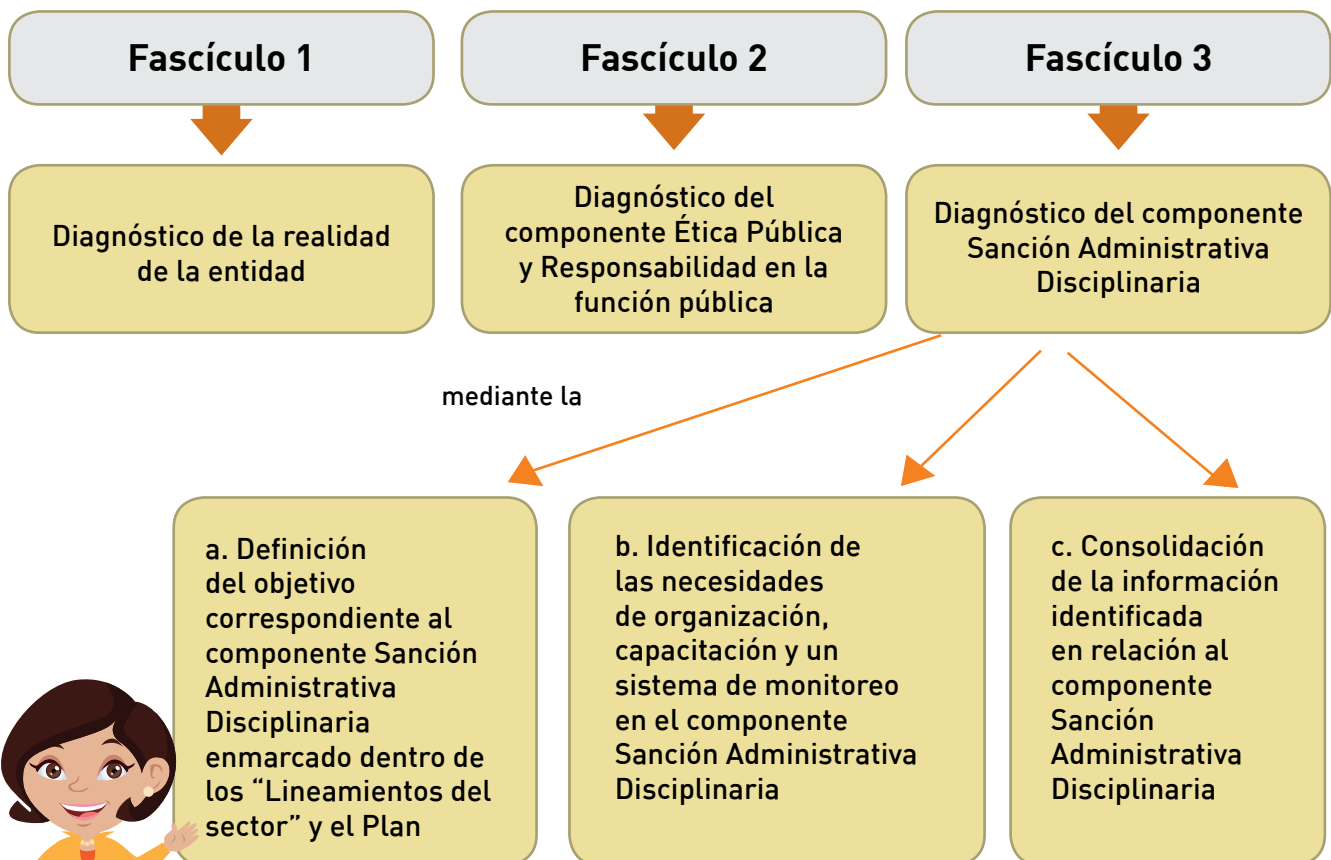 Fascículo 1
Fascículo 2
Fascículo 3
Diagnóstico de la realidad
de la entidad
Diagnóstico del
componente Ética Pública
y Responsabilidad en la
función pública
Diagnóstico del componente
Sanción Administrativa
Disciplinaria
mediante la
a. Definición
del objetivo
correspondiente al
componente Sanción
Administrativa
Disciplinaria
enmarcado dentro de
los “Lineamientos del
sector” y el Plan
b. Identificación de
las necesidades
de organización,
capacitación y un
sistema de monitoreo
en el componente
Sanción Administrativa
Disciplinaria
c. Consolidación
de la información
identificada
en relación al
componente
Sanción
Administrativa
Disciplinaria